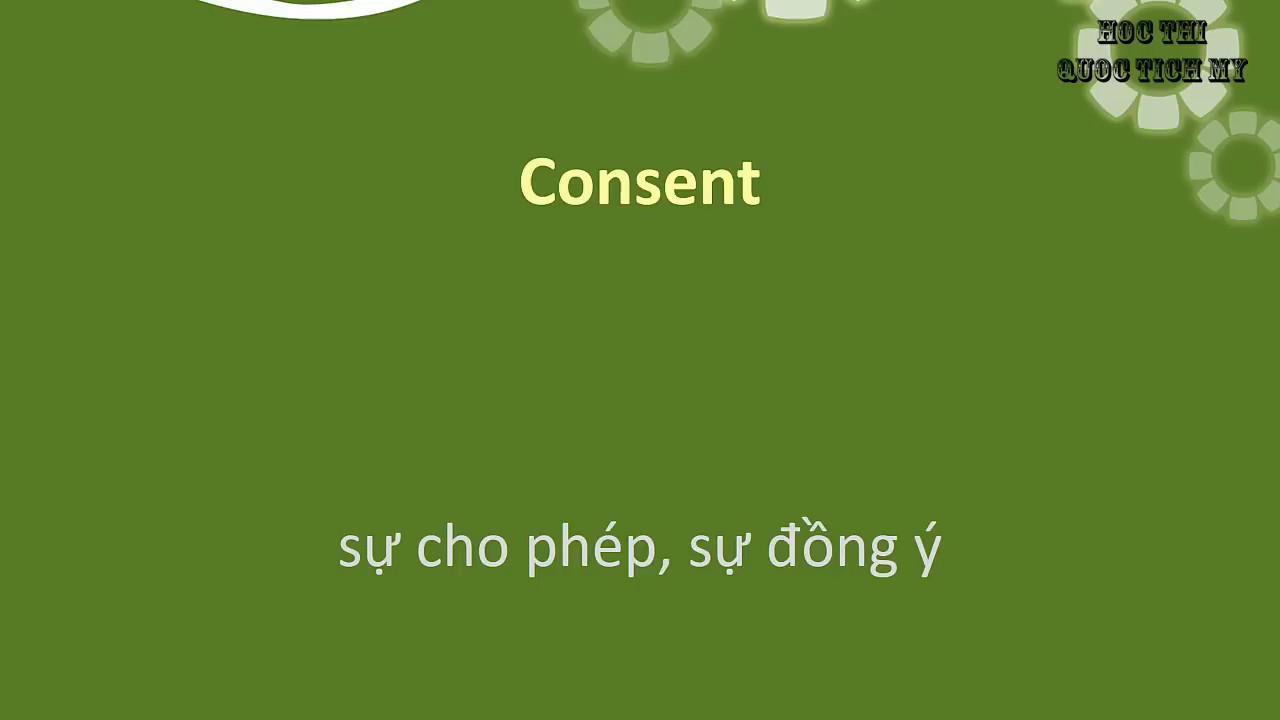 HOC THI
QUOC TICH MY
Consent
sự cho phép, sự đồng ý